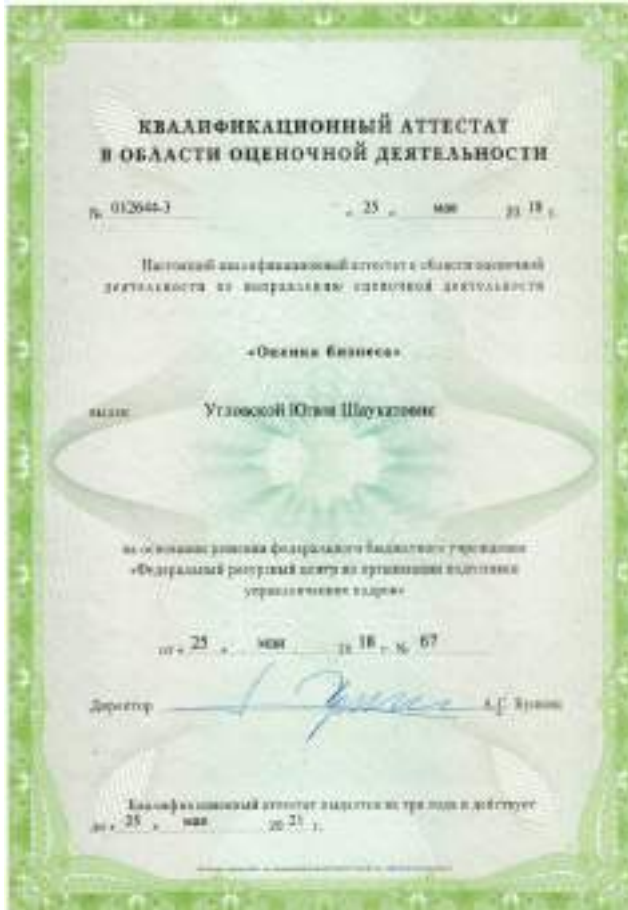 КВАЛИФИКАЦИОННЫЙ АТТЕСТАТ
В ОБЛАСТИ ОЦЕНОЧНОЙ ДЕЯТЕЛЬНОСТИ
№ 012644-3 « 25 » мая 20 18 г.
Настоящий квалификационный аттестат в области оценочной
деятельности по направлению оценочной деятельности
«Оценка бизнеса»
выдан Угловской Юлии Шаукатовне
на основании решения федерального бюджетного учреждения
«Федеральный ресурсный центр по организации подготовки
управленческих кадров»
от « 25 » мая 20 18 г. № 67
Директор А.С.
Квалификационный аттестат выдается на три года и действует
до « 25 » мая 20 21 г.